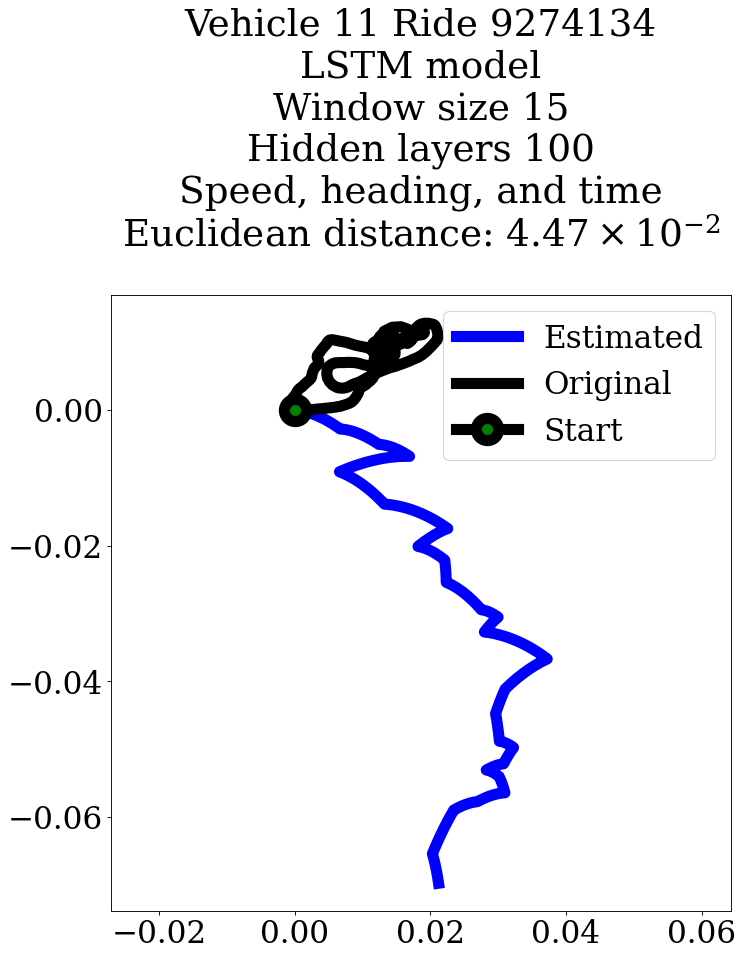 Vehicle 11 Ride 9274134
LSTM model
Window size 15
Hidden layers 100
Speed, heading, and time
Euclidean distance: 4.47 × 10⁻²
Estimated
Original
Start
0.00
−0.02
−0.04
−0.06
−0.02 0.00 0.02 0.04 0.06